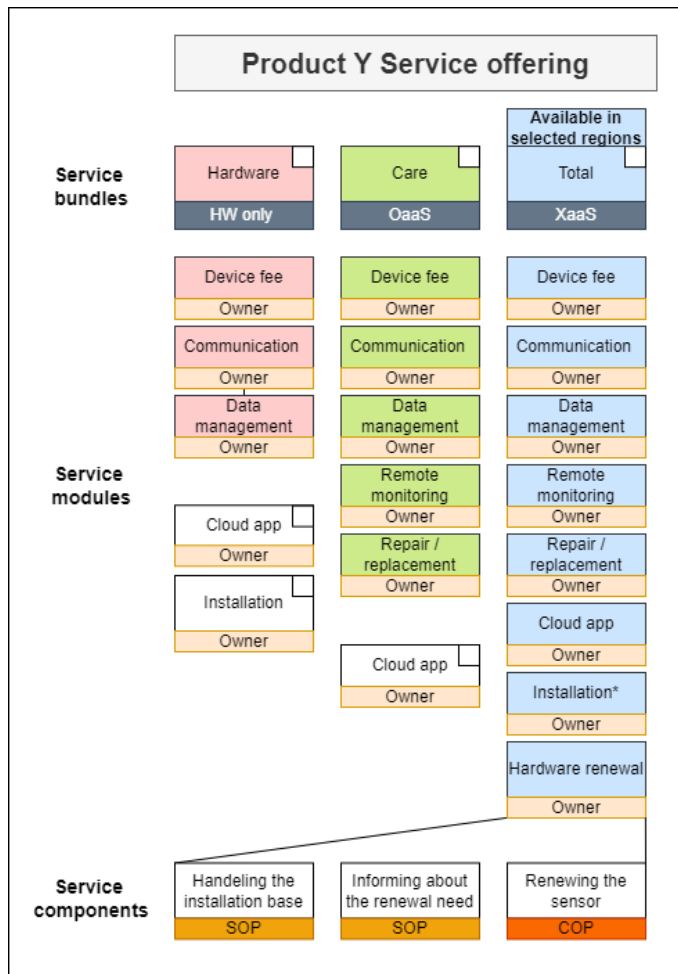 Product Y Service offering
Available in
selected regions
Service
bundles
Hardware
HW only
Care
OaaS
Total
XaaS
Service
modules
Device fee
Owner
Communication
Owner
Data
management
Owner
Cloud app
Owner
Installation
Owner
Device fee
Owner
Communication
Owner
Data
management
Owner
Remote
monitoring
Owner
Repair /
replacement
Owner
Cloud app
Owner
Device fee
Owner
Communication
Owner
Data
management
Owner
Remote
monitoring
Owner
Repair /
replacement
Owner
Cloud app
Owner
Installation*
Owner
Hardware renewal
Owner
Service
components
Handeling the
installation base
SOP
Informing about
the renewal need
SOP
Renewing the
sensor
COP